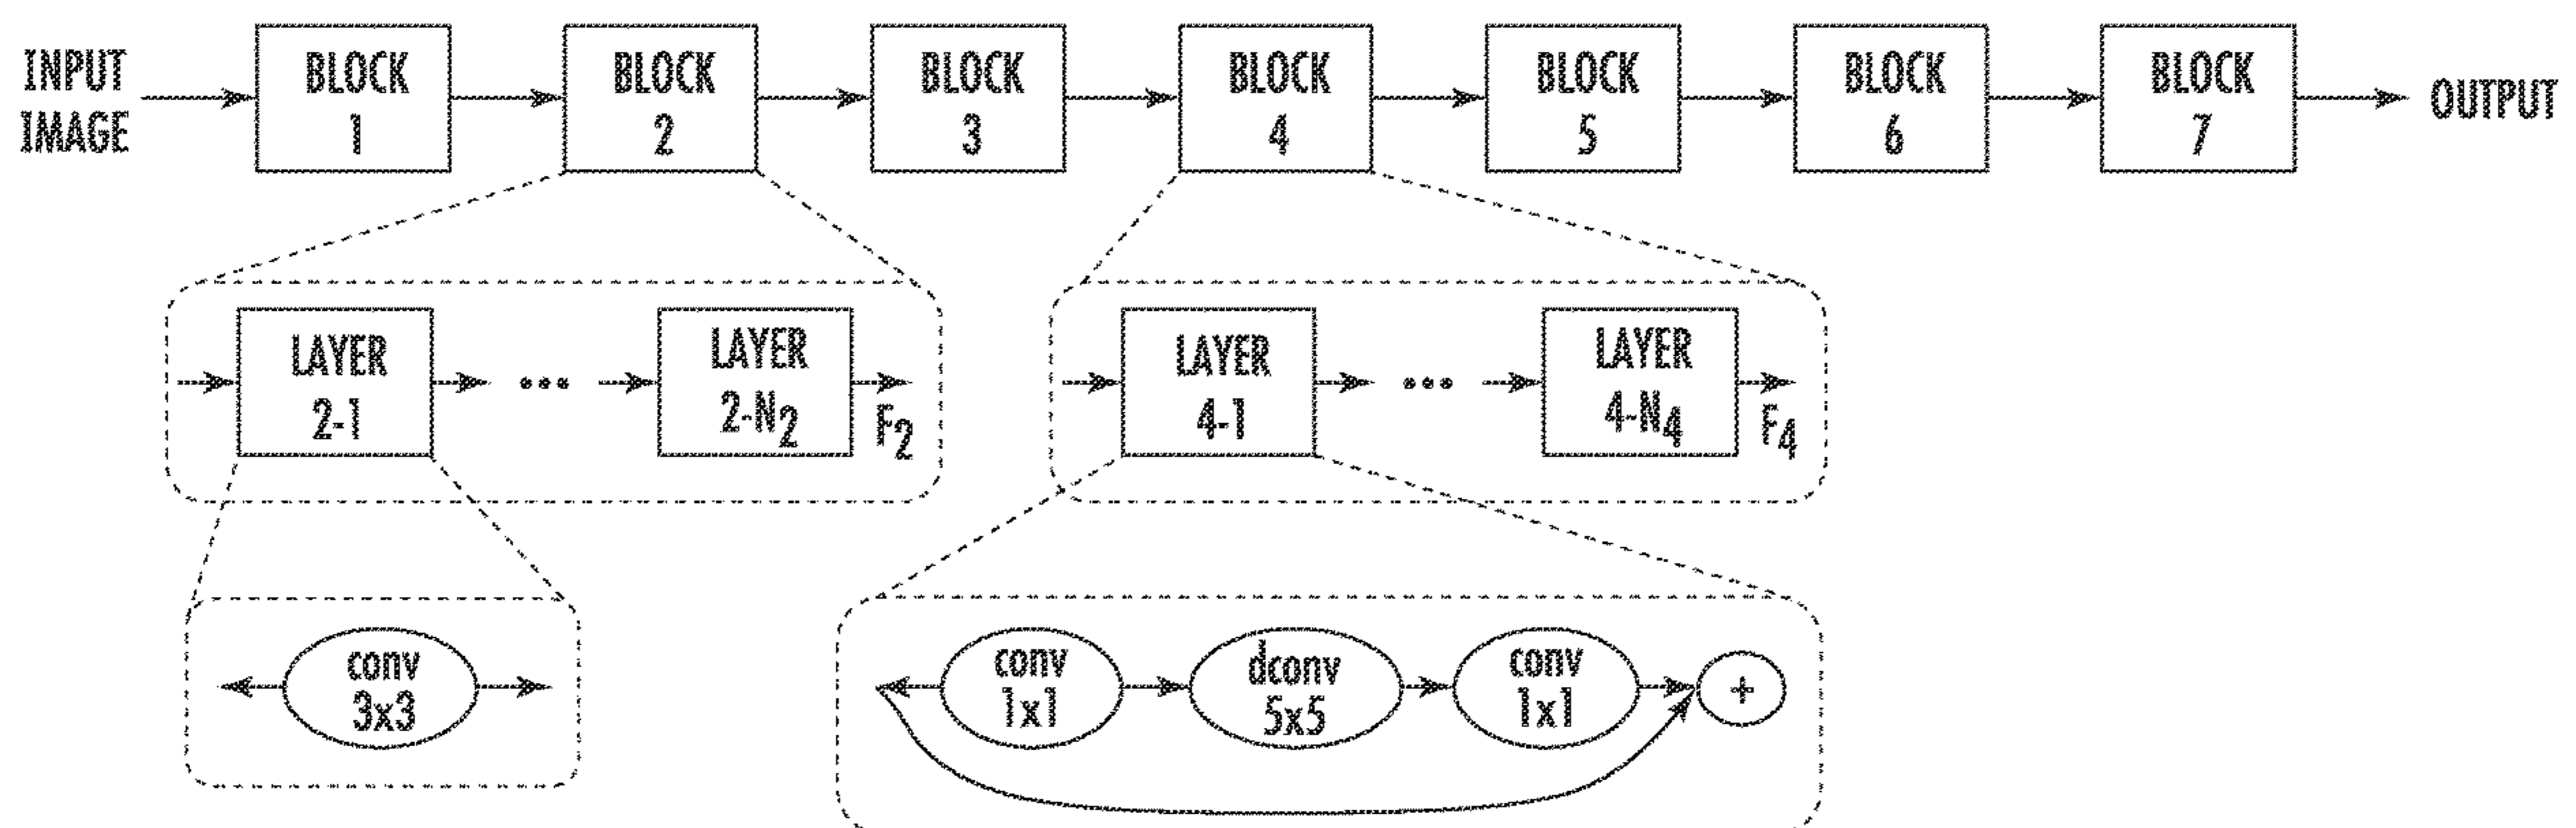 INPUT
IMAGE
BLOCK
1
BLOCK
2
BLOCK
3
BLOCK
4
BLOCK
5
BLOCK
6
BLOCK
7
OUTPUT
LAYER
2-1
•••
LAYER
2-N2
F2
LAYER
4-1
•••
LAYER
4-N4
F4
conv
3x3
conv
1x1
dconv
5x5
conv
1x1
+